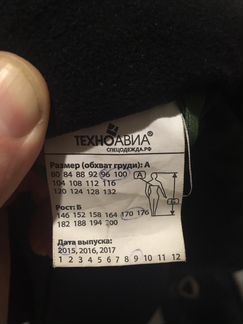 ТЕХНОАВИА®
СПЕЦОДЕЖДА.РФ
Размер (обхват груди): А
80 84 88 92 96 100
104 108 112 116
120 124 128 132
А
Рост: Б
146 152 158 164 170 176
182 188 194 200
Б
Дата выпуска:
2015, 2016, 2017
1 2 3 4 5 6 7 8 9 10 11 12